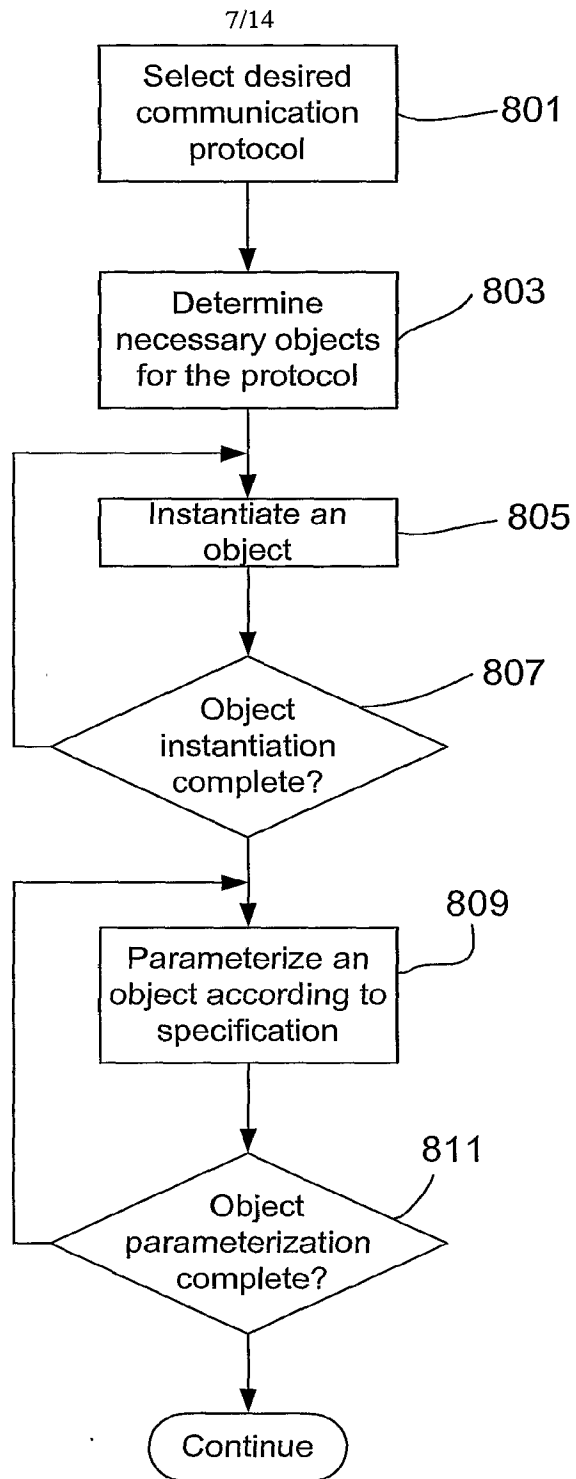 7/14
Select desired
communication
protocol
801
Determine
necessary objects
for the protocol
803
Instantiate an
object
805
Object
instantiation
complete?
807
Parameterize an
object according to
specification
809
Object
parameterization
complete?
811
Continue